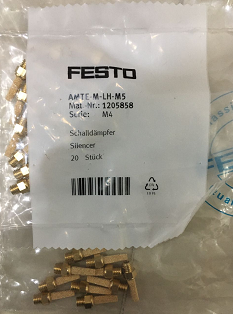 FESTO
AMTE-M-LH-M5
Mat.-Nr.: 1205858
Serie: M4
Schalldämpfer
Silencer
20 Stück